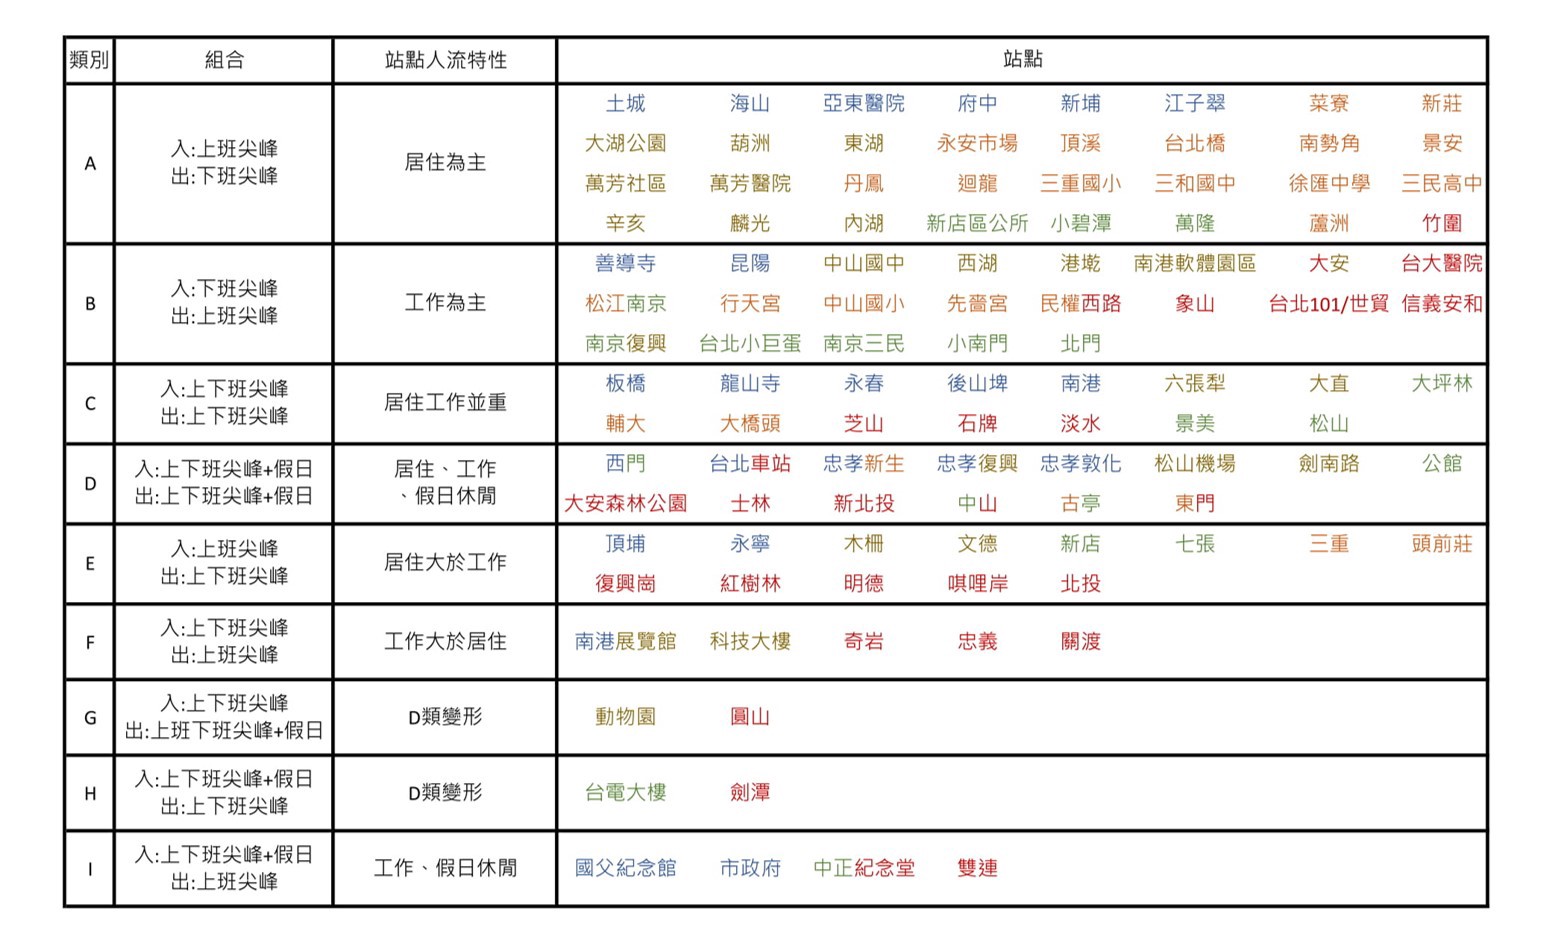 類別 組合 站點人流特性 站點
A 入:上班尖峰 出:下班尖峰 居住為主
土城 海山 亞東醫院 府中 新埔 江子翠 菜寮 新莊
大湖公園 葫洲 東湖 永安市場 頂溪 台北橋 南勢角 景安
萬芳社區 萬芳醫院 丹鳳 迴龍 三重國小 三和國中 徐匯中學 三民高中
辛亥 麟光 內湖 新店區公所 小碧潭 萬隆 蘆洲 竹圍
B 入:下班尖峰 出:上班尖峰 工作為主
善導寺 昆陽 中山國中 西湖 港墘 南港軟體園區 大安 台大醫院
松江南京 行天宮 中山國小 先嗇宮 民權西路 象山 台北101/世貿 信義安和
南京復興 台北小巨蛋 南京三民 小南門 北門
C 入:上下班尖峰 出:上下班尖峰 居住工作並重
板橋 龍山寺 永春 後山埤 南港 六張犁 大直 大坪林
輔大 大橋頭 芝山 石牌 淡水 景美 松山
D 入:上下班尖峰+假日 出:上下班尖峰+假日 居住、工作 、假日休閒
西門 台北車站 忠孝新生 忠孝復興 忠孝敦化 松山機場 劍南路 公館
大安森林公園 士林 新北投 中山 古亭 東門
E 入:上班尖峰 出:上下班尖峰 居住大於工作
頂埔 永寧 木柵 文德 新店 七張 三重 頭前莊
復興崗 紅樹林 明德 唭哩岸 北投
F 入:上下班尖峰 出:上班尖峰 工作大於居住
南港展覽館 科技大樓 奇岩 忠義 關渡
G 入:上下班尖峰 出:上班下班尖峰+假日 D類變形
動物園 圓山
H 入:上下班尖峰+假日 出:上下班尖峰 D類變形
台電大樓 劍潭
I 入:上下班尖峰+假日 出:上班尖峰 工作、假日休閒
國父紀念館 市政府 中正紀念堂 雙連